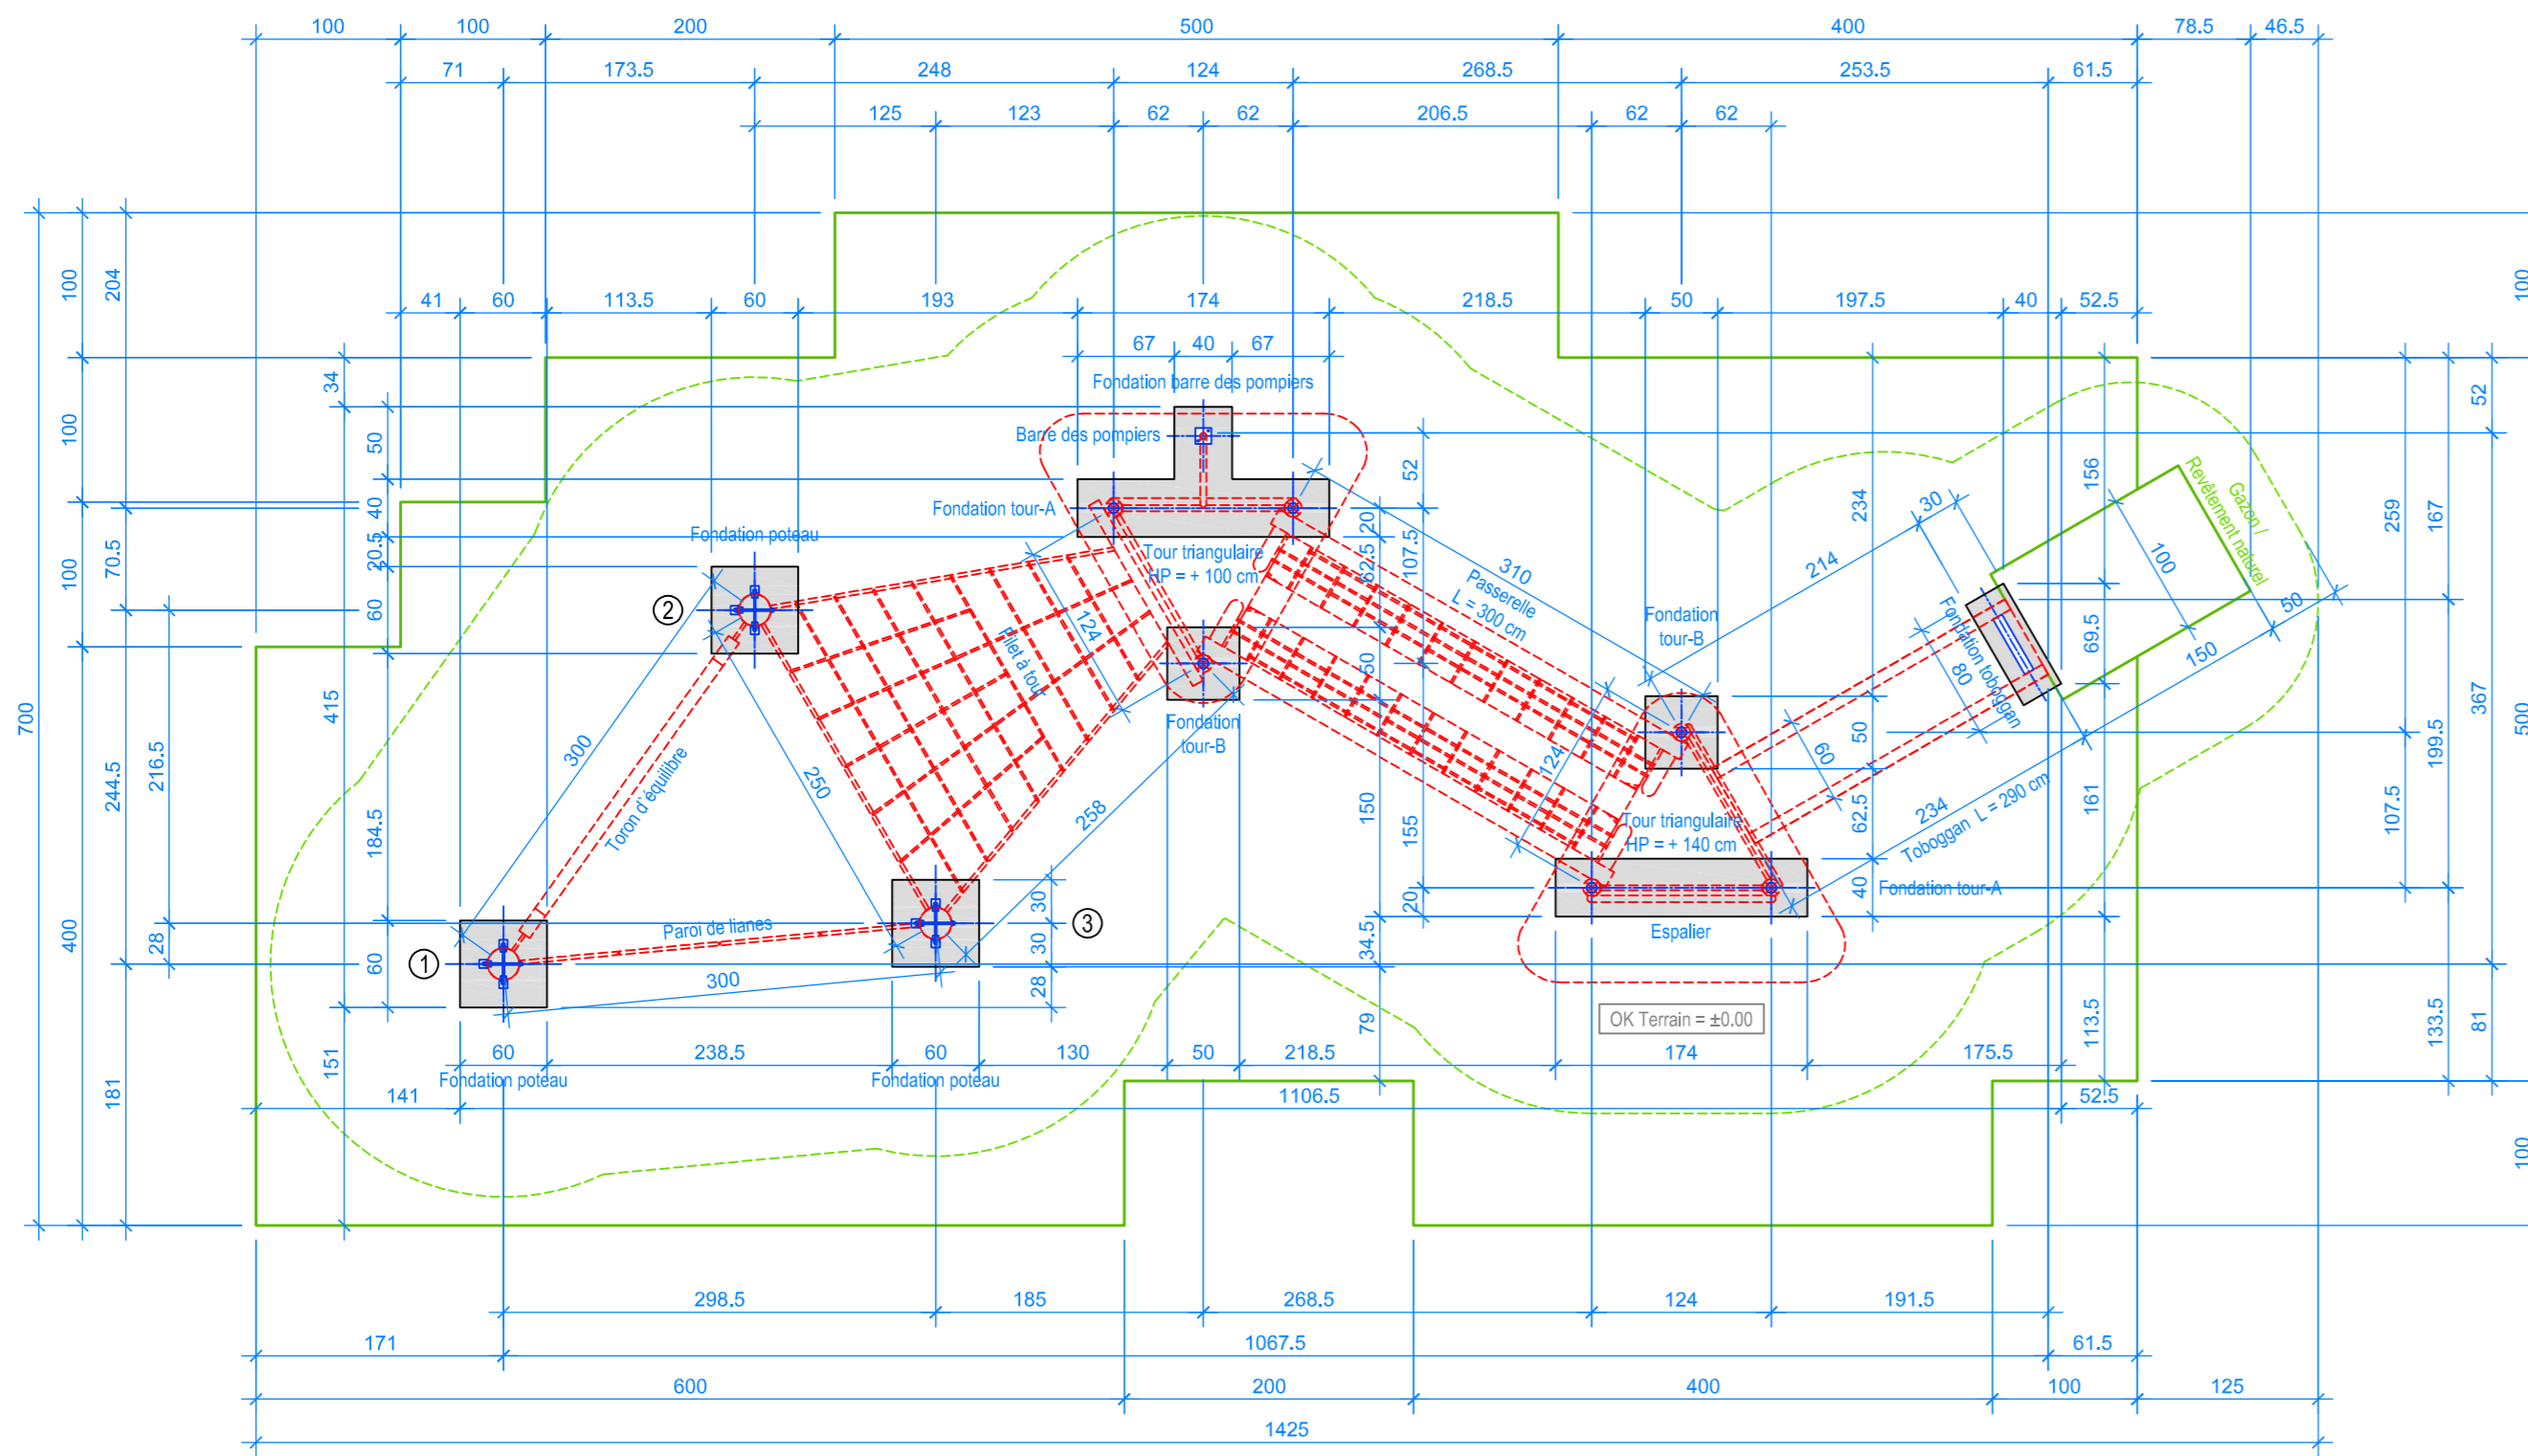 100 100 200 500 400 78.5 46.5
71 173.5 248 124 268.5 253.5 61.5
125 123 62 62 206.5 62 62
41 60 113.5 60 193 174 218.5 50 197.5 40 52.5
67 40 67
Fondation barre des pompiers
Barre des pompiers
Fondation tour-A
Fondation poteau
Tour triangulaire
HP = + 100 cm
Passerelle
L = 300 cm
310
Fondation
tour-B
214
30
Gazon /
Revêtement naturel
100
50
150
Fondation toboggan
80
60
234
Toboggan L = 290 cm
Filet à tour
124
Fondation
tour-B
2
300
Toron d'équilibre
250
258
124
Tour triangulaire
HP = + 140 cm
Fondation tour-A
Espalier
Paroi de lianes
300
1
3
OK Terrain = ±0.00
700
100
100
100
400
204
70.5
244.5
181
216.5
28
34
415
151
50
40
20.5
60
184.5
60
30
30
28
20
62.5
50
150
34.5
79
52
107.5
155
20
234
50
62.5
40
156
69.5
161
113.5
259
107.5
167
199.5
133.5
52
367
81
100
500
100
60 238.5 60 130 50 218.5 174 175.5
Fondation poteau
Fondation poteau
141 1106.5 52.5
298.5 185 268.5 124 191.5
171 1067.5 61.5
600 200 400 100 125
1425